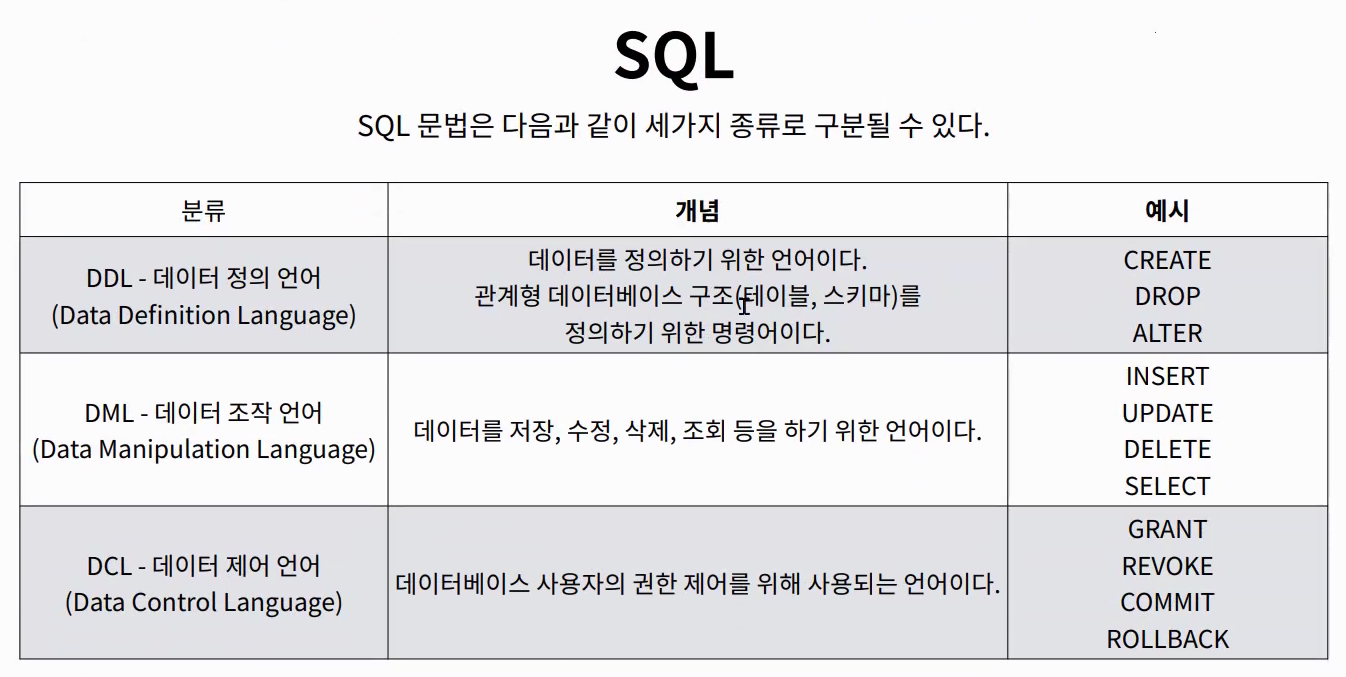 SQL
SQL 문법은 다음과 같이 세가지 종류로 구분될 수 있다.
분류
개념
예시
DDL - 데이터 정의 언어
(Data Definition Language)
데이터를 정의하기 위한 언어이다.
관계형 데이터베이스 구조(테이블, 스키마)를
정의하기 위한 명령어이다.
CREATE
DROP
ALTER
DML - 데이터 조작 언어
(Data Manipulation Language)
데이터를 저장, 수정, 삭제, 조회 등을 하기 위한 언어이다.
INSERT
UPDATE
DELETE
SELECT
DCL - 데이터 제어 언어
(Data Control Language)
데이터베이스 사용자의 권한 제어를 위해 사용되는 언어이다.
GRANT
REVOKE
COMMIT
ROLLBACK